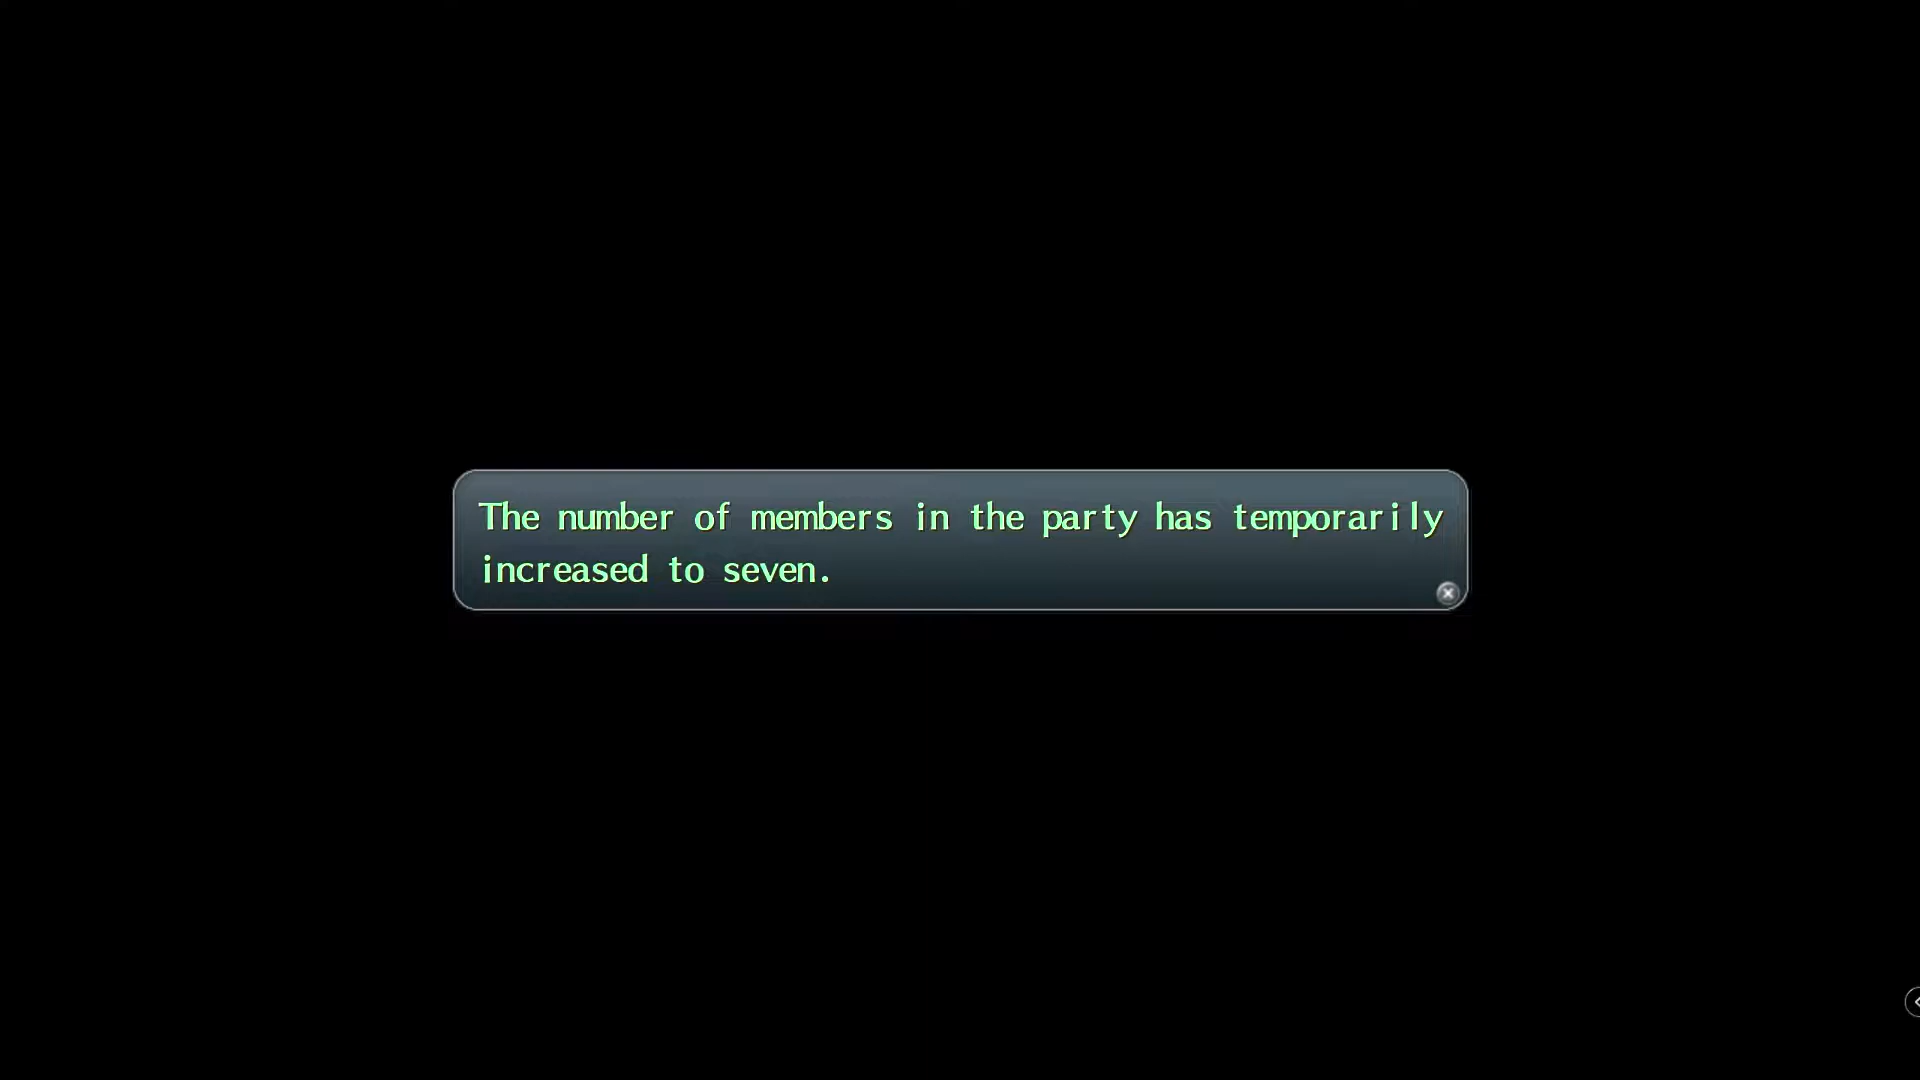 The number of members in the party has temporarily
increased to seven.